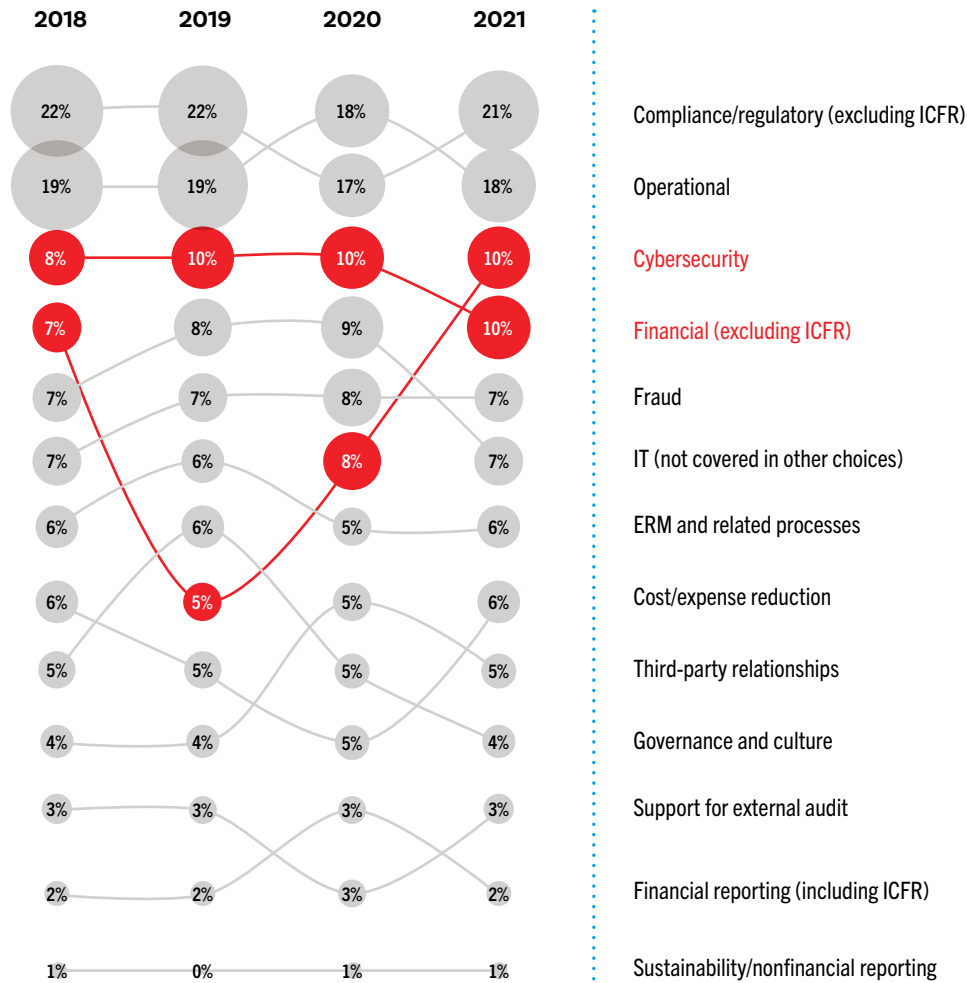 2018 2019 2020 2021
22% 22% 18% 21% Compliance/regulatory (excluding ICFR)
19% 19% 17% 18% Operational
8% 10% 10% 10% Cybersecurity
7% 8% 9% 10% Financial (excluding ICFR)
7% 7% 8% 7% Fraud
7% 6% 8% 7% IT (not covered in other choices)
6% 6% 5% 6% ERM and related processes
6% 5% 5% 6% Cost/expense reduction
5% 5% 5% 5% Third-party relationships
4% 4% 5% 4% Governance and culture
3% 3% 3% 3% Support for external audit
2% 2% 3% 2% Financial reporting (including ICFR)
1% 0% 1% 1% Sustainability/nonfinancial reporting